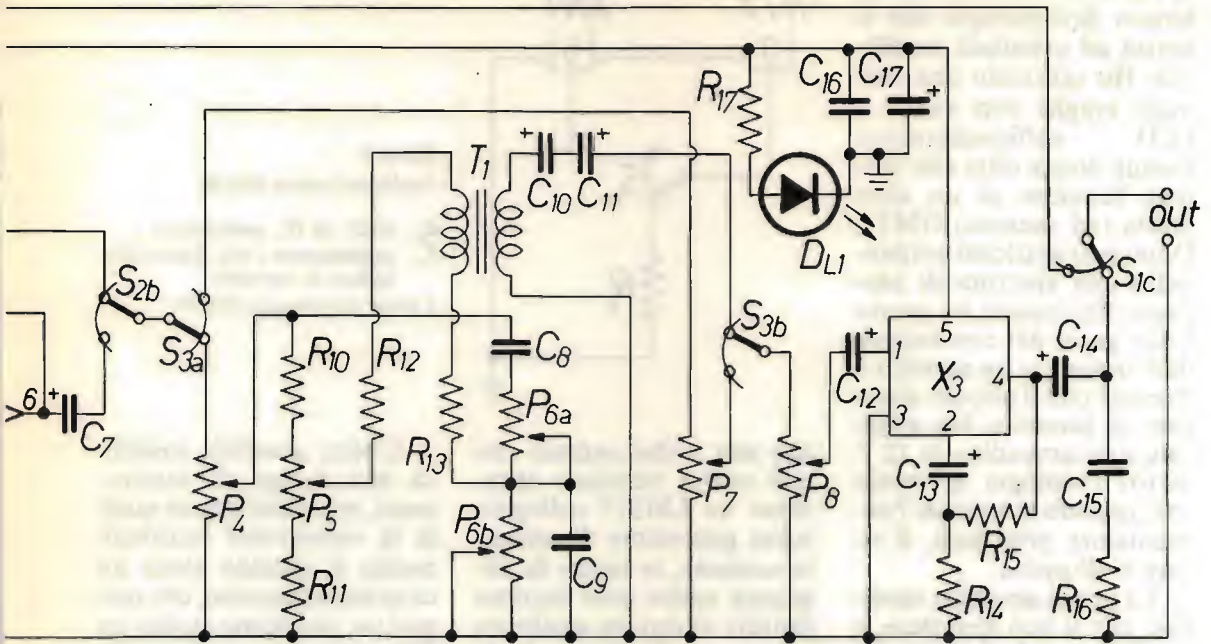 R17
C16
C17
T1
C10
C11
DL1
out
S1c
S2b
S3a
S3b
R10
R12
C8
5
C14
1
X3
4
C12
3
2
6
C7
P6a
R13
C13
P4
P5
P7
P8
C15
R15
P6b
C9
R11
R14
R16